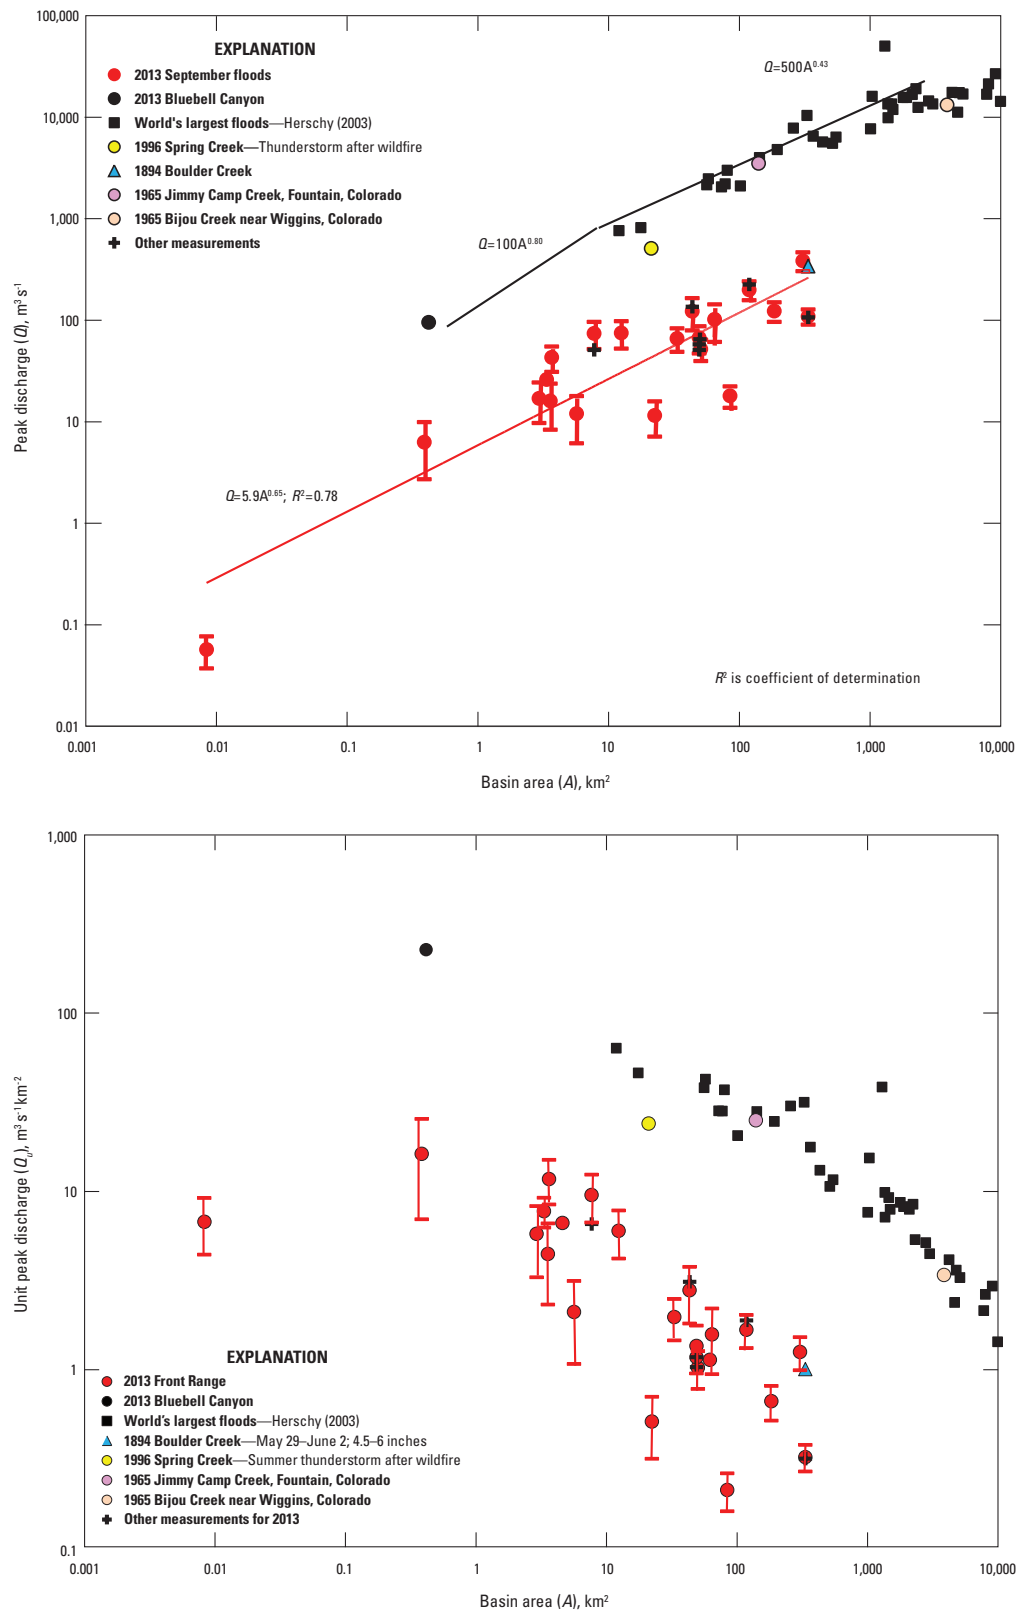 100,000
10,000
1,000
100
10
1
0.1
0.01
Peak discharge (Q), m³ s⁻¹
EXPLANATION
2013 September floods
2013 Bluebell Canyon
World's largest floods—Herschy (2003)
1996 Spring Creek—Thunderstorm after wildfire
1894 Boulder Creek
1965 Jimmy Camp Creek, Fountain, Colorado
1965 Bijou Creek near Wiggins, Colorado
Other measurements
Q=500A⁰·⁴³
Q=100A⁰·⁸⁰
Q=5.9A⁰·⁶⁵; R²=0.78
R² is coefficient of determination
0.001 0.01 0.1 1 10 100 1,000 10,000
Basin area (A), km²
1,000
100
10
1
0.1
Unit peak discharge (Qᵤ), m³ s⁻¹ km⁻²
EXPLANATION
2013 Front Range
2013 Bluebell Canyon
World's largest floods—Herschy (2003)
1894 Boulder Creek—May 29–June 2; 4.5–6 inches
1996 Spring Creek—Summer thunderstorm after wildfire
1965 Jimmy Camp Creek, Fountain, Colorado
1965 Bijou Creek near Wiggins, Colorado
Other measurements for 2013
0.001 0.01 0.1 1 10 100 1,000 10,000
Basin area (A), km²